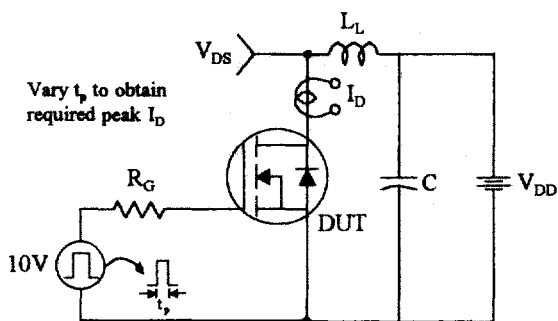 V_DS
L_L
Vary t_p to obtain
required peak I_D
I_D
R_G
C
V_DD
DUT
10V
t_p